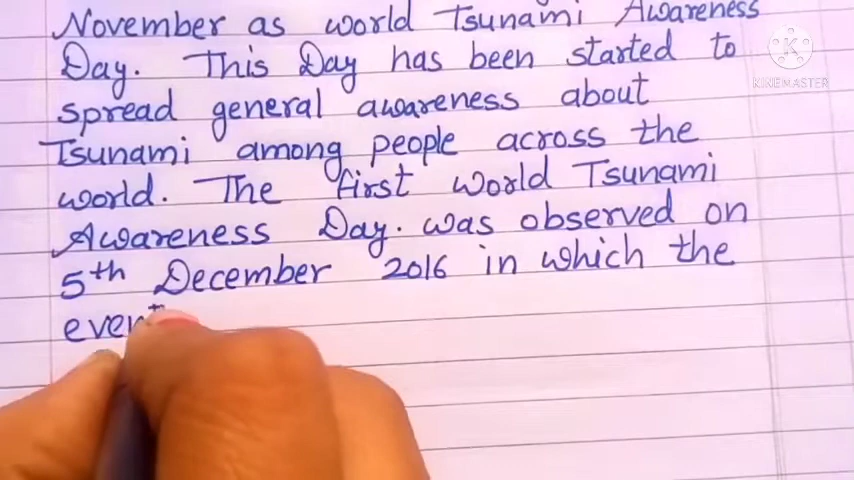 November as world Tsunami Awareness
Day. This Day has been started to
spread general awareness about
Tsunami among people across the
world. The first world Tsunami
Awareness Day. was observed on
5th December 2016 in which the
event
KINEMASTER